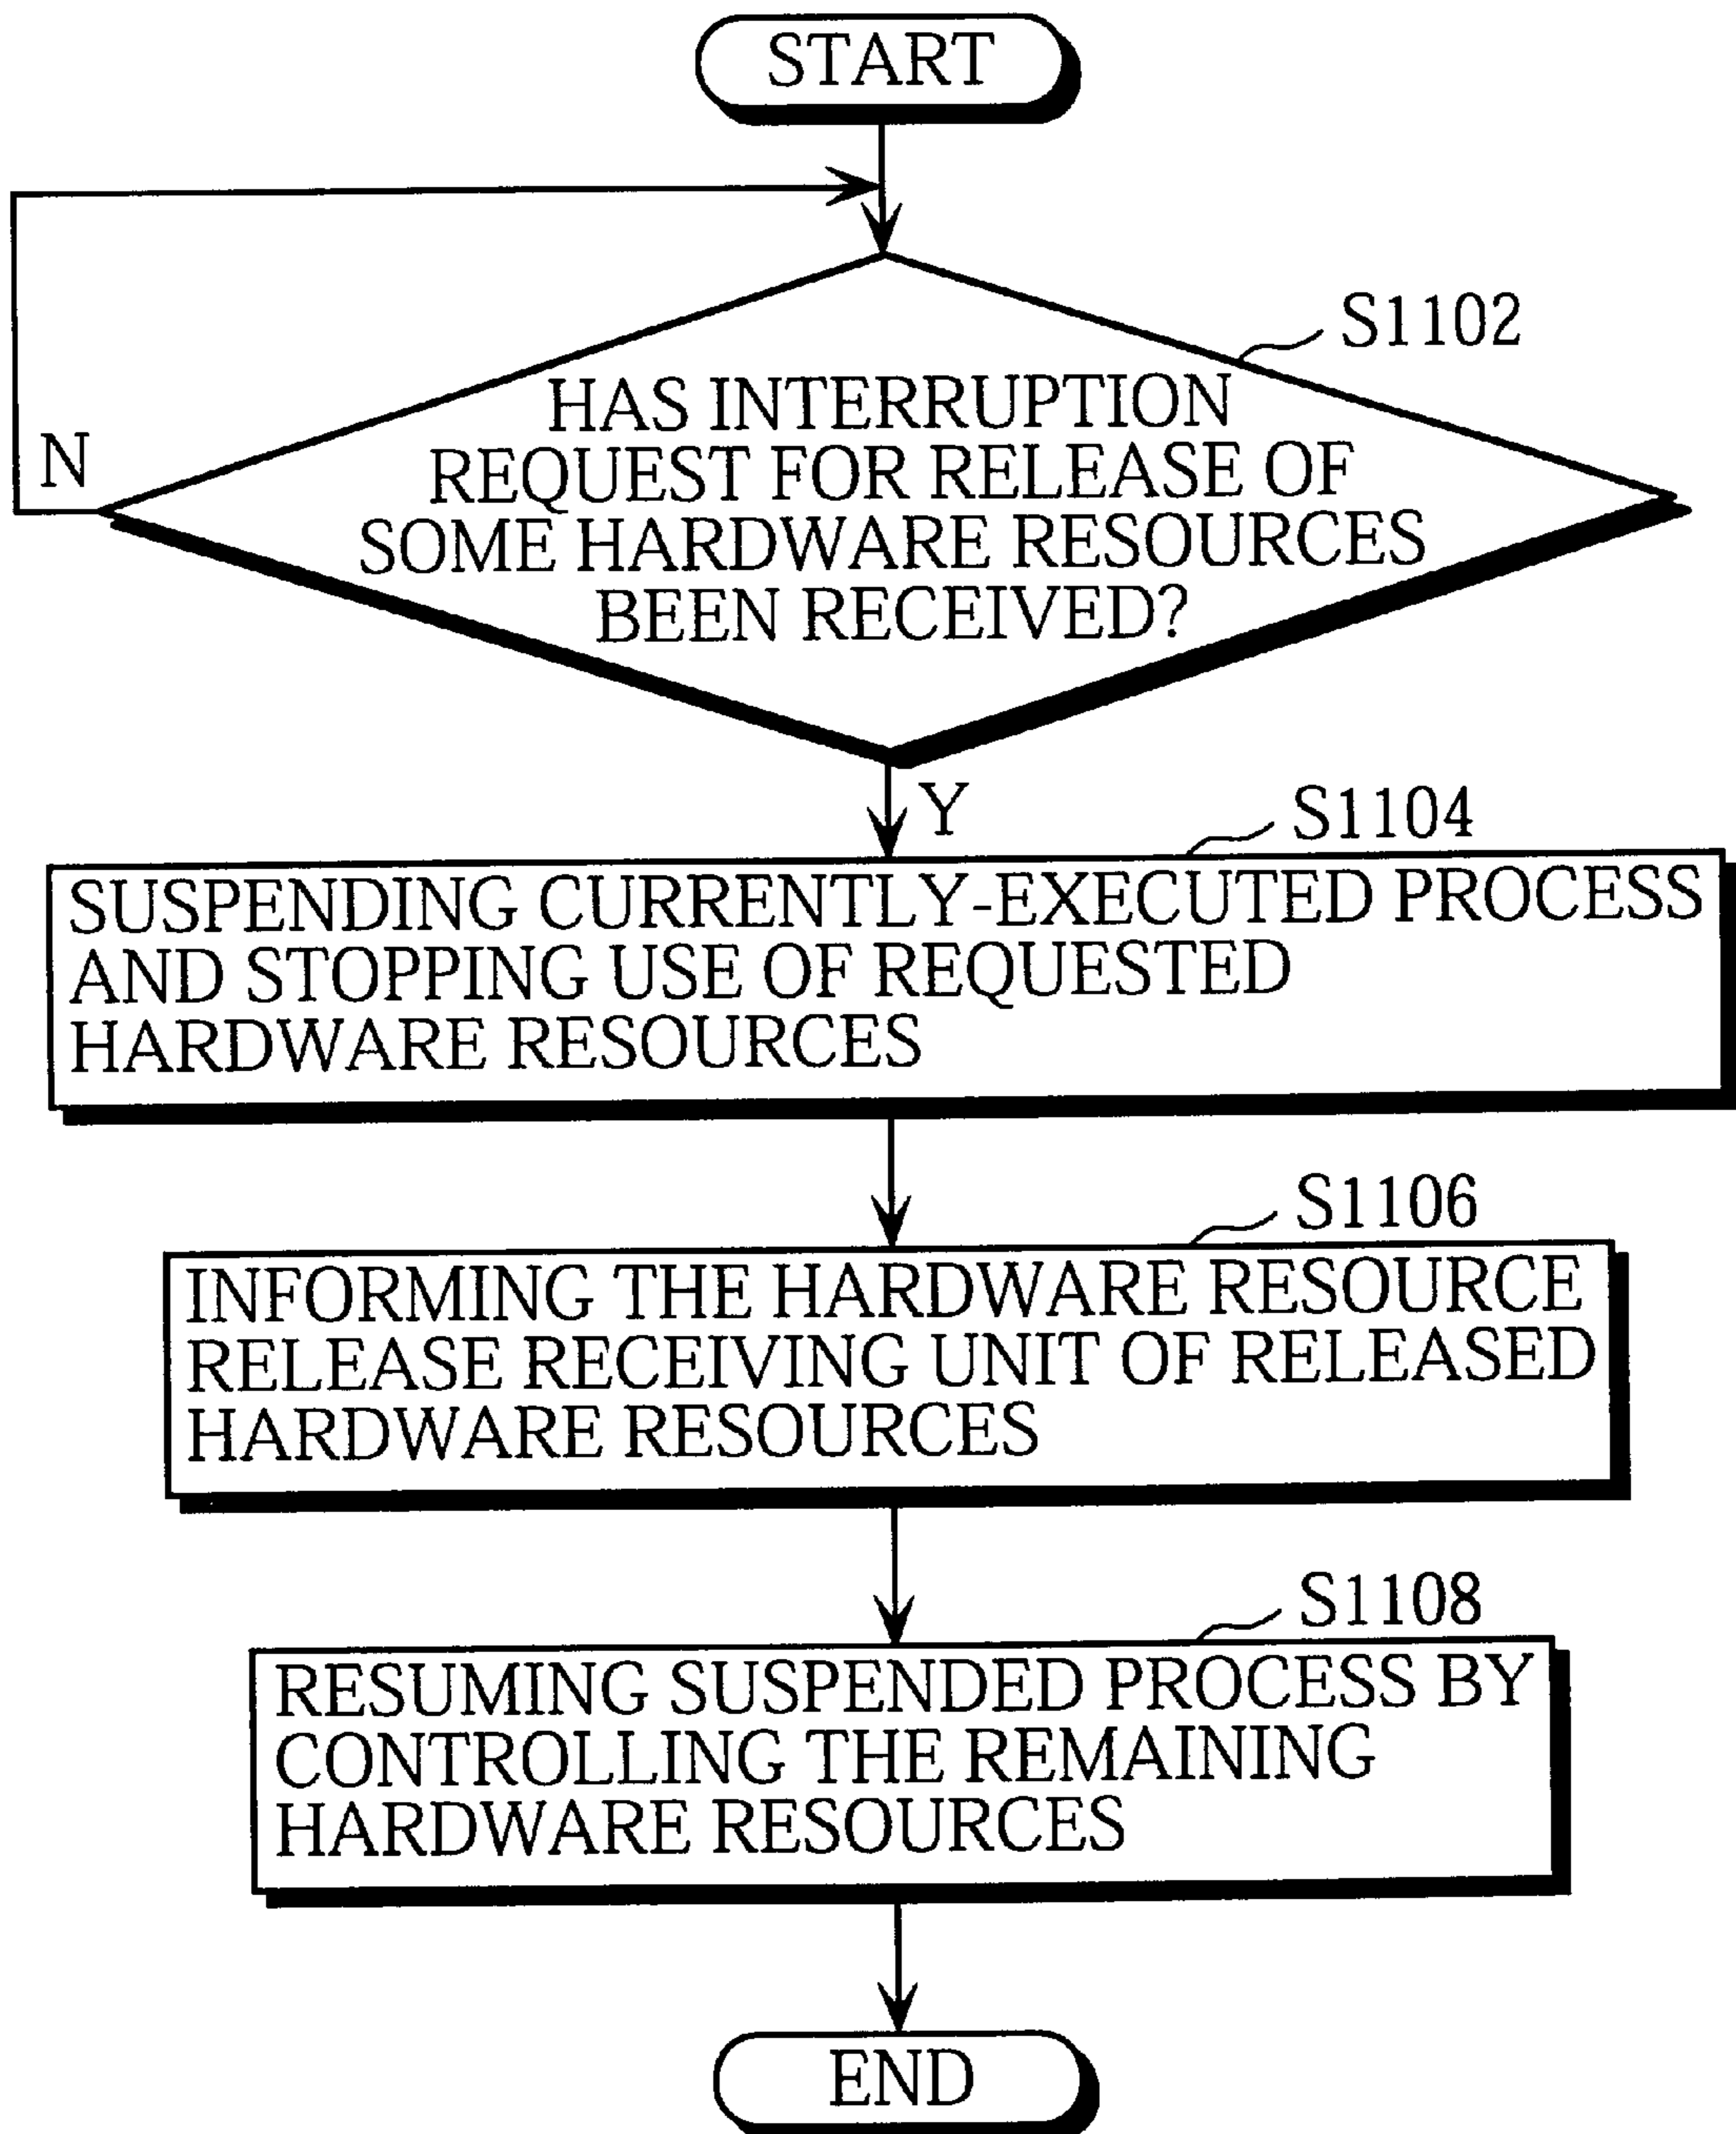 START
S1102
HAS INTERRUPTION
REQUEST FOR RELEASE OF
SOME HARDWARE RESOURCES
BEEN RECEIVED?
N
Y
S1104
SUSPENDING CURRENTLY-EXECUTED PROCESS
AND STOPPING USE OF REQUESTED
HARDWARE RESOURCES
S1106
INFORMING THE HARDWARE RESOURCE
RELEASE RECEIVING UNIT OF RELEASED
HARDWARE RESOURCES
S1108
RESUMING SUSPENDED PROCESS BY
CONTROLLING THE REMAINING
HARDWARE RESOURCES
END